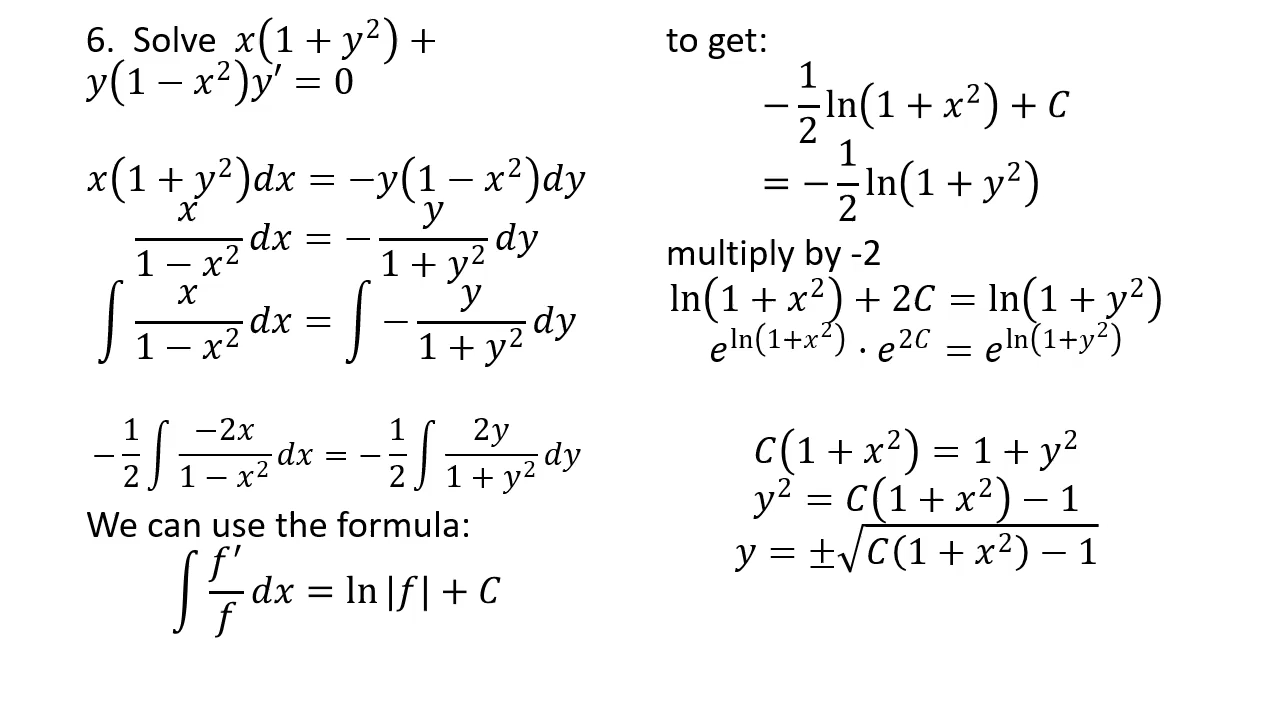 6. Solve x(1 + y²) +
y(1 − x²)y′ = 0
x(1 + y²)dx = −y(1 − x²)dy
x/(1 − x²) dx = − y/(1 + y²) dy
∫ x/(1 − x²) dx = ∫ − y/(1 + y²) dy
−1/2 ∫ −2x/(1 − x²) dx = −1/2 ∫ 2y/(1 + y²) dy
We can use the formula:
∫ f′/f dx = ln|f| + C
to get:
−1/2 ln(1 + x²) + C
= −1/2 ln(1 + y²)
multiply by -2
ln(1 + x²) + 2C = ln(1 + y²)
e^(ln(1+x²)) · e^(2C) = e^(ln(1+y²))
C(1 + x²) = 1 + y²
y² = C(1 + x²) − 1
y = ±√(C(1 + x²) − 1)